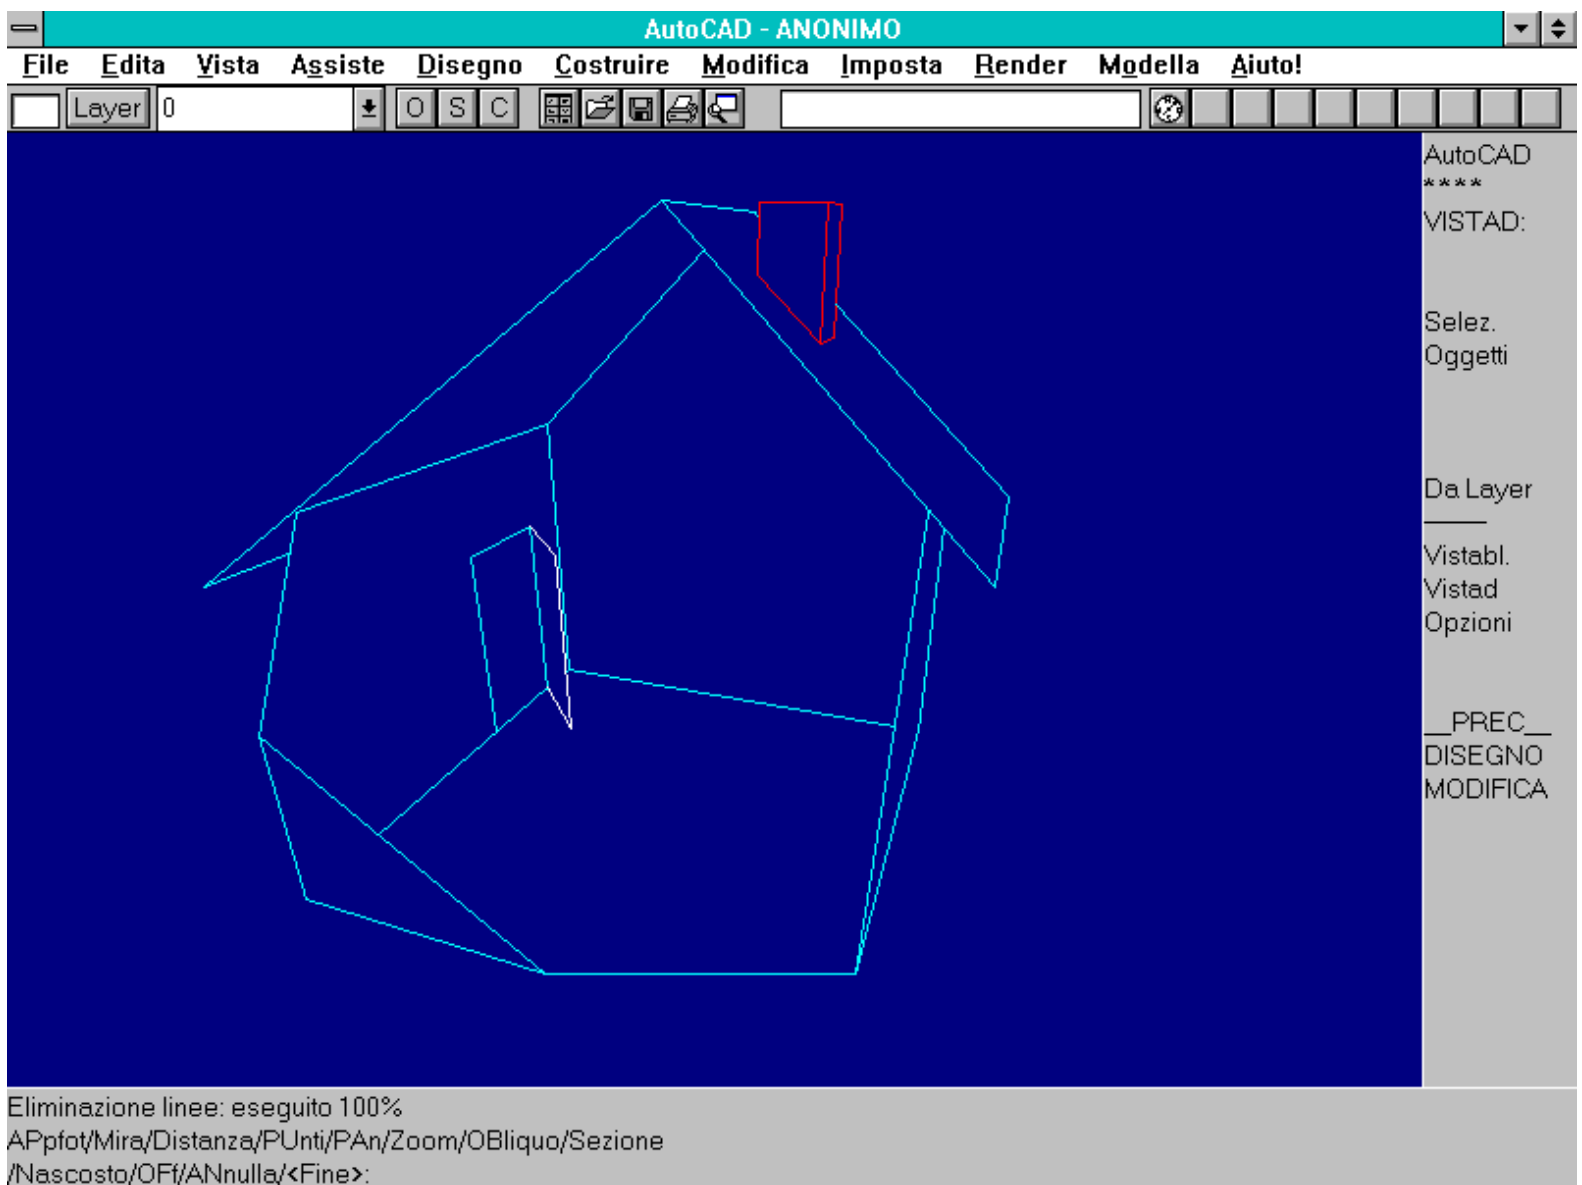 AutoCAD - ANONIMO
File Edita Vista Assiste Disegno Costruire Modifica Imposta Render Modella Aiuto!
Layer 0 O S C
AutoCAD
****
VISTAD:
Selez.
Oggetti
Da Layer
Vistabl.
Vistad
Opzioni
__PREC__
DISEGNO
MODIFICA
Eliminazione linee: eseguito 100%
APpfot/Mira/Distanza/PUnti/PAn/Zoom/OBliquo/Sezione
/Nascosto/OFf/ANnulla/<Fine>: